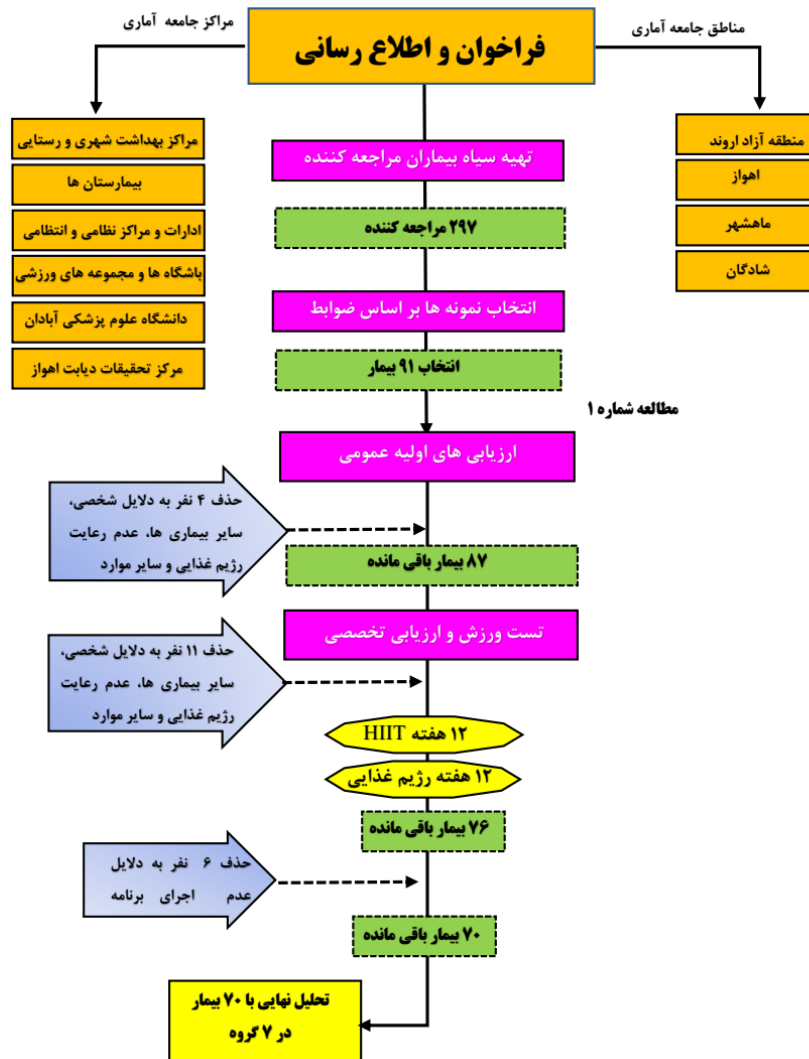 فراخوان و اطلاع رسانی
مناطق جامعه آماری
مراکز جامعه آماری
منطقه آزاد اروند
اهواز
ماهشهر
شادگان
مراکز بهداشت شهری و رستایی
بیمارستان ها
ادارات و مراکز نظامی و انتظامی
باشگاه ها و مجموعه های ورزشی
دانشگاه علوم پزشکی آبادان
مرکز تحقیقات دیابت اهواز
تهیه سیاه بیماران مراجعه کننده
۲۹۷ مراجعه کننده
انتخاب نمونه ها بر اساس ضوابط
انتخاب ۹۱ بیمار
مطالعه شماره ۱
ارزیابی های اولیه عمومی
حذف ۴ نفر به دلایل شخصی،
سایر بیماری ها، عدم رعایت
رژیم غذایی و سایر موارد
۸۷ بیمار باقی مانده
تست ورزش و ارزیابی تخصصی
حذف ۱۱ نفر به دلایل شخصی،
سایر بیماری ها، عدم رعایت
رژیم غذایی و سایر موارد
۱۲ هفته HIIT
۱۲ هفته رژیم غذایی
۷۶ بیمار باقی مانده
حذف ۶ نفر به دلایل
عدم اجرای برنامه
۷۰ بیمار باقی مانده
تحلیل نهایی با ۷۰ بیمار
در ۷ گروه